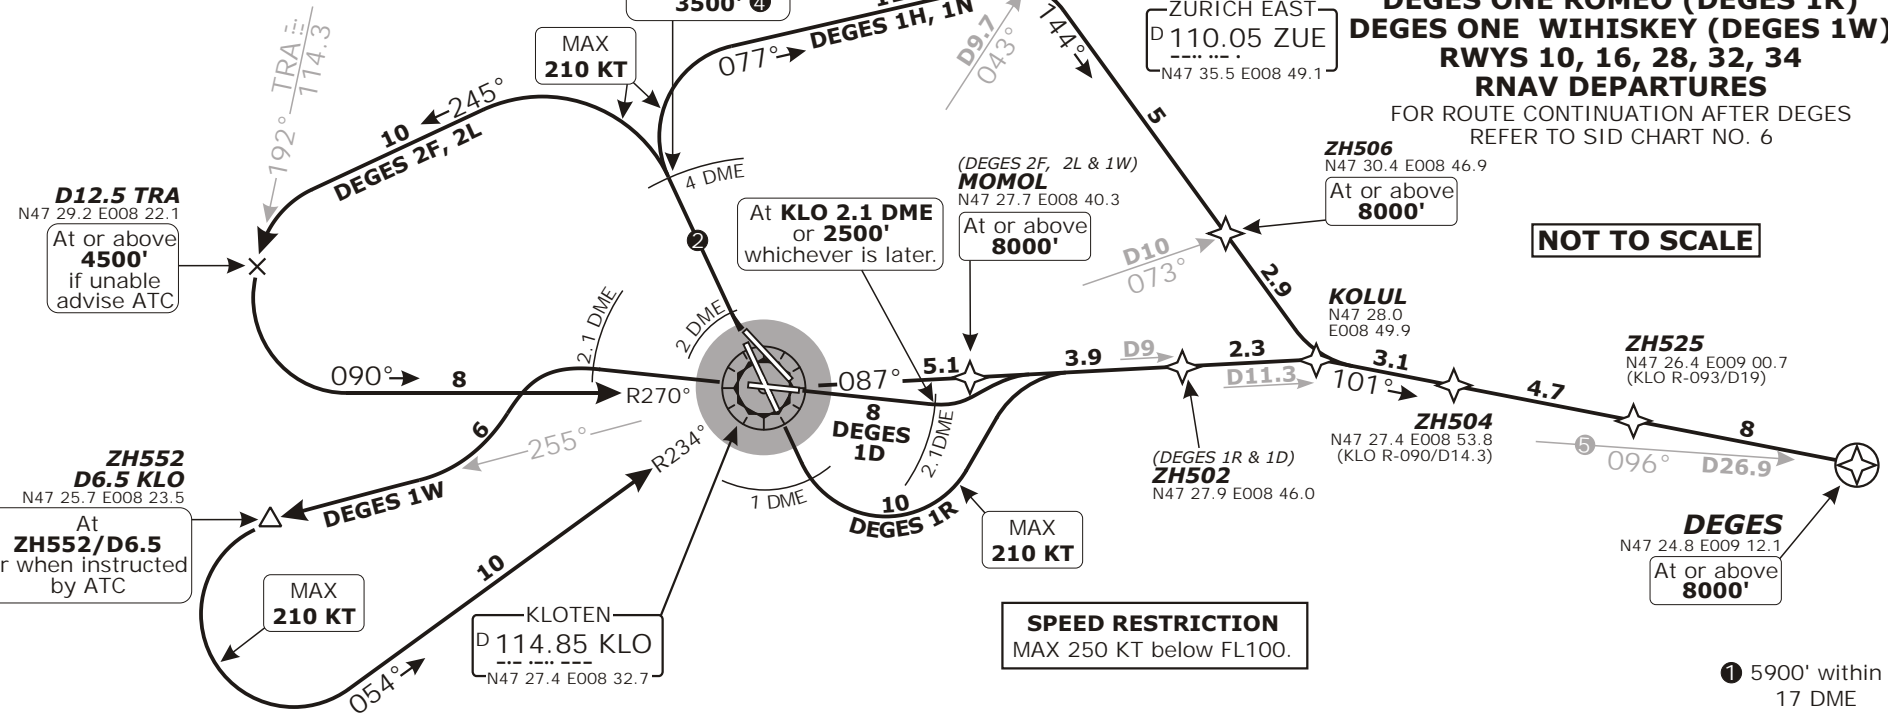 3500' 4
MAX
210 KT
077°
DEGES 1H, 1N
D9.7
043°
144°
ZURICH EAST
D 110.05 ZUE
N47 35.5 E008 49.1
DEGES ONE ROMEO (DEGES 1R)
DEGES ONE WIHISKEY (DEGES 1W)
RWYS 10, 16, 28, 32, 34
RNAV DEPARTURES
FOR ROUTE CONTINUATION AFTER DEGES
REFER TO SID CHART NO. 6
TRA
114.3
192°
245°
10
DEGES 2F, 2L
D12.5 TRA
N47 29.2 E008 22.1
At or above
4500'
if unable
advise ATC
4 DME
2
2 DME
2.1 DME
At KLO 2.1 DME
or 2500'
whichever is later.
(DEGES 2F, 2L & 1W)
MOMOL
N47 27.7 E008 40.3
At or above
8000'
5
ZH506
N47 30.4 E008 46.9
At or above
8000'
NOT TO SCALE
D10
073°
2.9
KOLUL
N47 28.0
E008 49.9
ZH525
N47 26.4 E009 00.7
(KLO R-093/D19)
090°
8
R270°
087°
5.1
3.9
D9
2.3
D11.3
3.1
101°
4.7
8
ZH504
N47 27.4 E008 53.8
(KLO R-090/D14.3)
5
096°
D26.9
8
DEGES
1D
2.1DME
6
255°
R234°
ZH552
D6.5 KLO
N47 25.7 E008 23.5
DEGES 1W
At
ZH552/D6.5
r when instructed
by ATC
1 DME
10
DEGES 1R
(DEGES 1R & 1D)
ZH502
N47 27.9 E008 46.0
MAX
210 KT
DEGES
N47 24.8 E009 12.1
At or above
8000'
10
MAX
210 KT
054°
KLOTEN
D 114.85 KLO
N47 27.4 E008 32.7
SPEED RESTRICTION
MAX 250 KT below FL100.
1 5900' within
17 DME